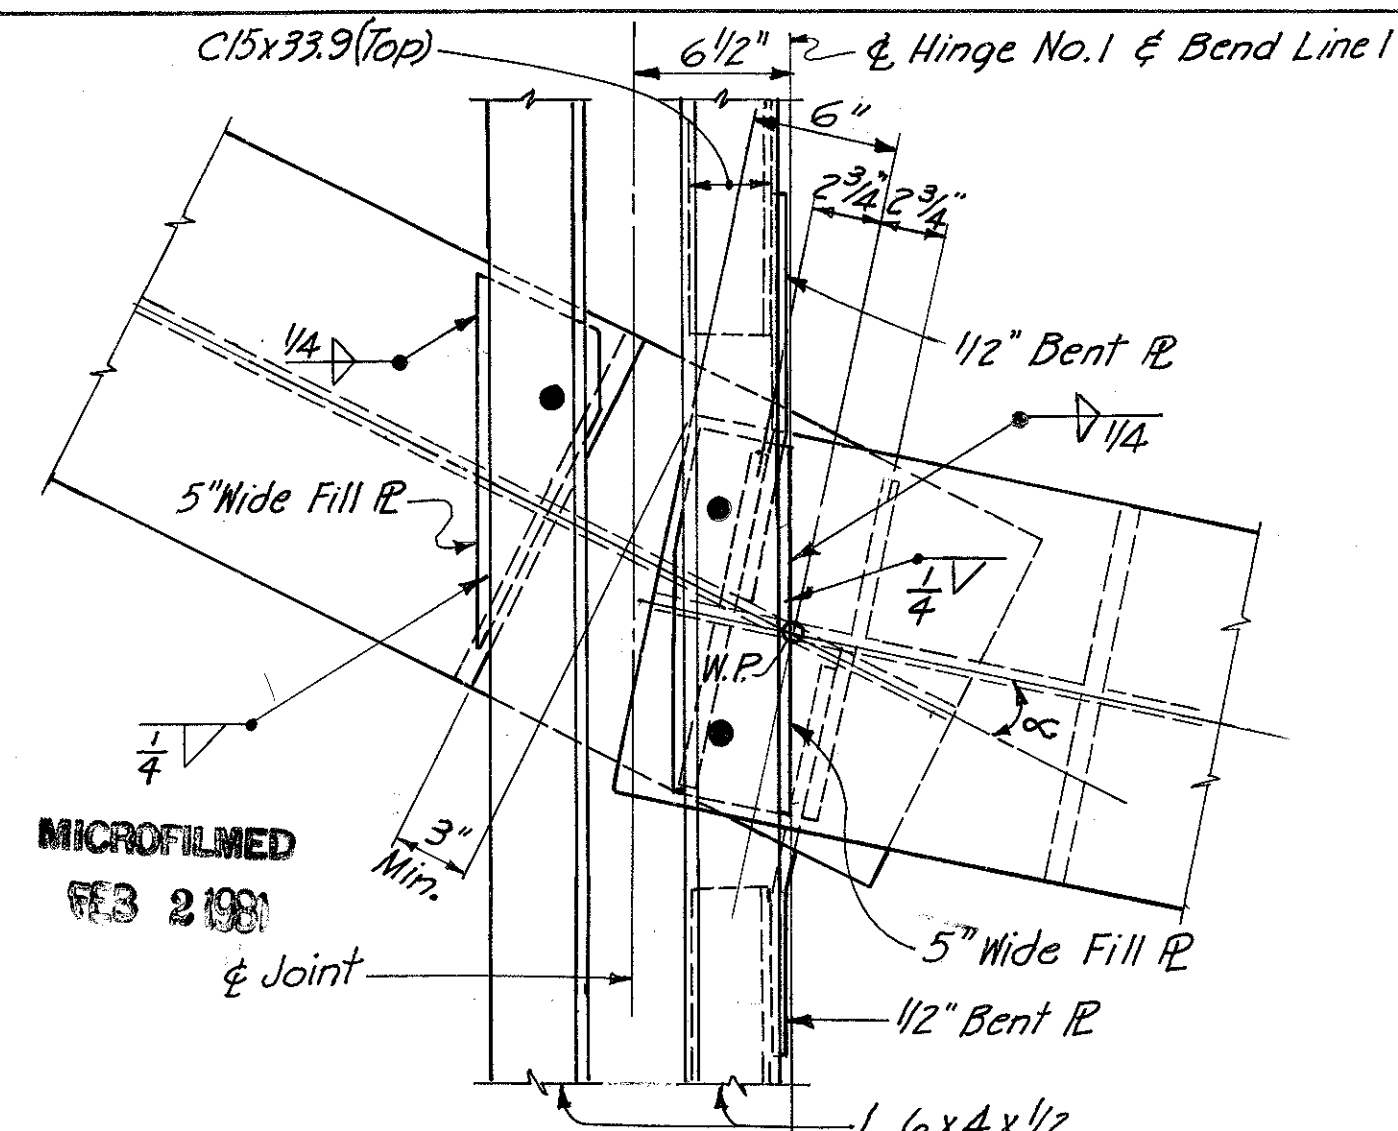 C15x33.9(Top)
6 1/2"
℄ Hinge No.1 & Bend Line 1
6"
2 3/4"
2 3/4"
1/4
1/2" Bent ℙL
1/4
5" Wide Fill ℙL
1/4
W.P.
∝
1/4
3"
Min.
MICROFILMED
FEB 2 1981
℄ Joint
5" Wide Fill ℙL
1/2" Bent ℙL
L 6x4x1/2